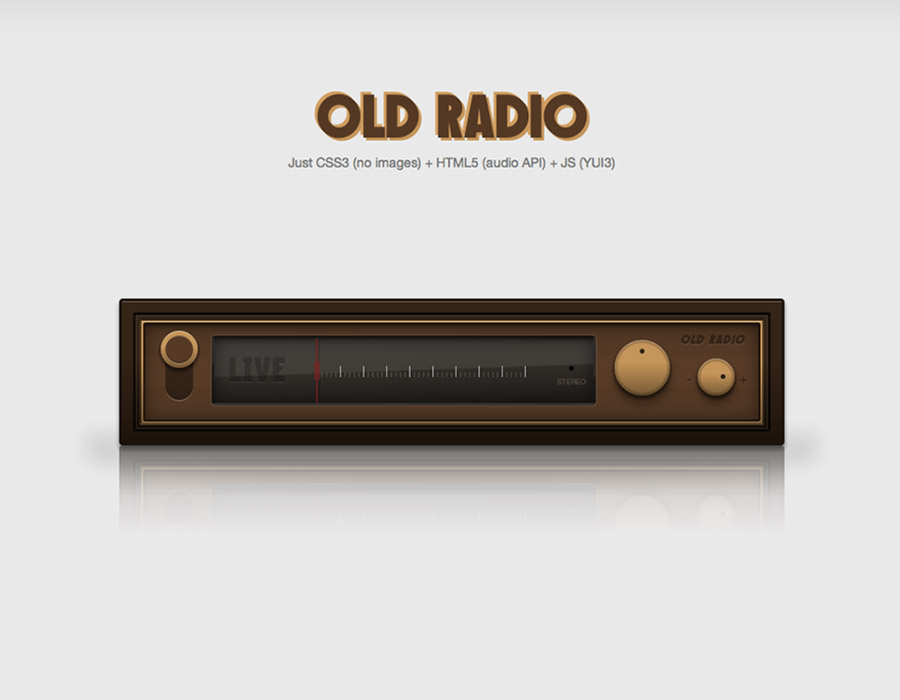 OLD RADIO
Just CSS3 (no images) + HTML5 (audio API) + JS (YUI3)
OLD RADIO
LIVE
STEREO
- +